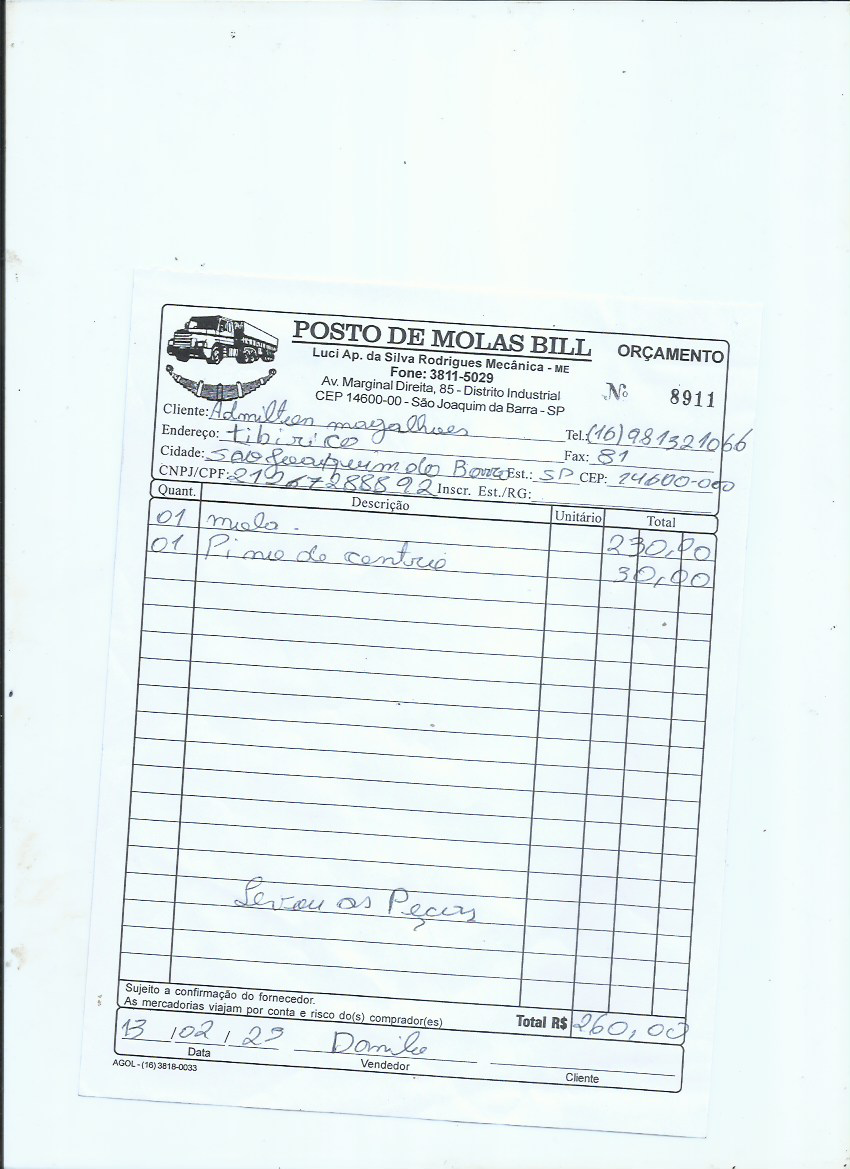 POSTO DE MOLAS BILL
ORÇAMENTO
Luci Ap. da Silva Rodrigues Mecânica - ME
Fone: 3811-5029
Av. Marginal Direita, 85 - Distrito Industrial
CEP 14600-00 - São Joaquim da Barra - SP
Nº 8911
Cliente: Admilton magalhoes
Endereço: tibirico Tel.: (16) 981321066
Cidade: São Joaquim da Barra Est.: SP CEP: 14600-000
Fax: 81
CNPJ/CPF: 21967288892 Inscr. Est./RG:
Quant. Descrição Unitário Total
01 mola. 230,00
01 Pino de centro 30,00
Levou as Peças
Sujeito a confirmação do fornecedor.
As mercadorias viajam por conta e risco do(s) comprador(es)
Total R$ 260,00
13 / 02 / 23 Danilo
Data Vendedor Cliente
AGOL - (16) 3818-0033